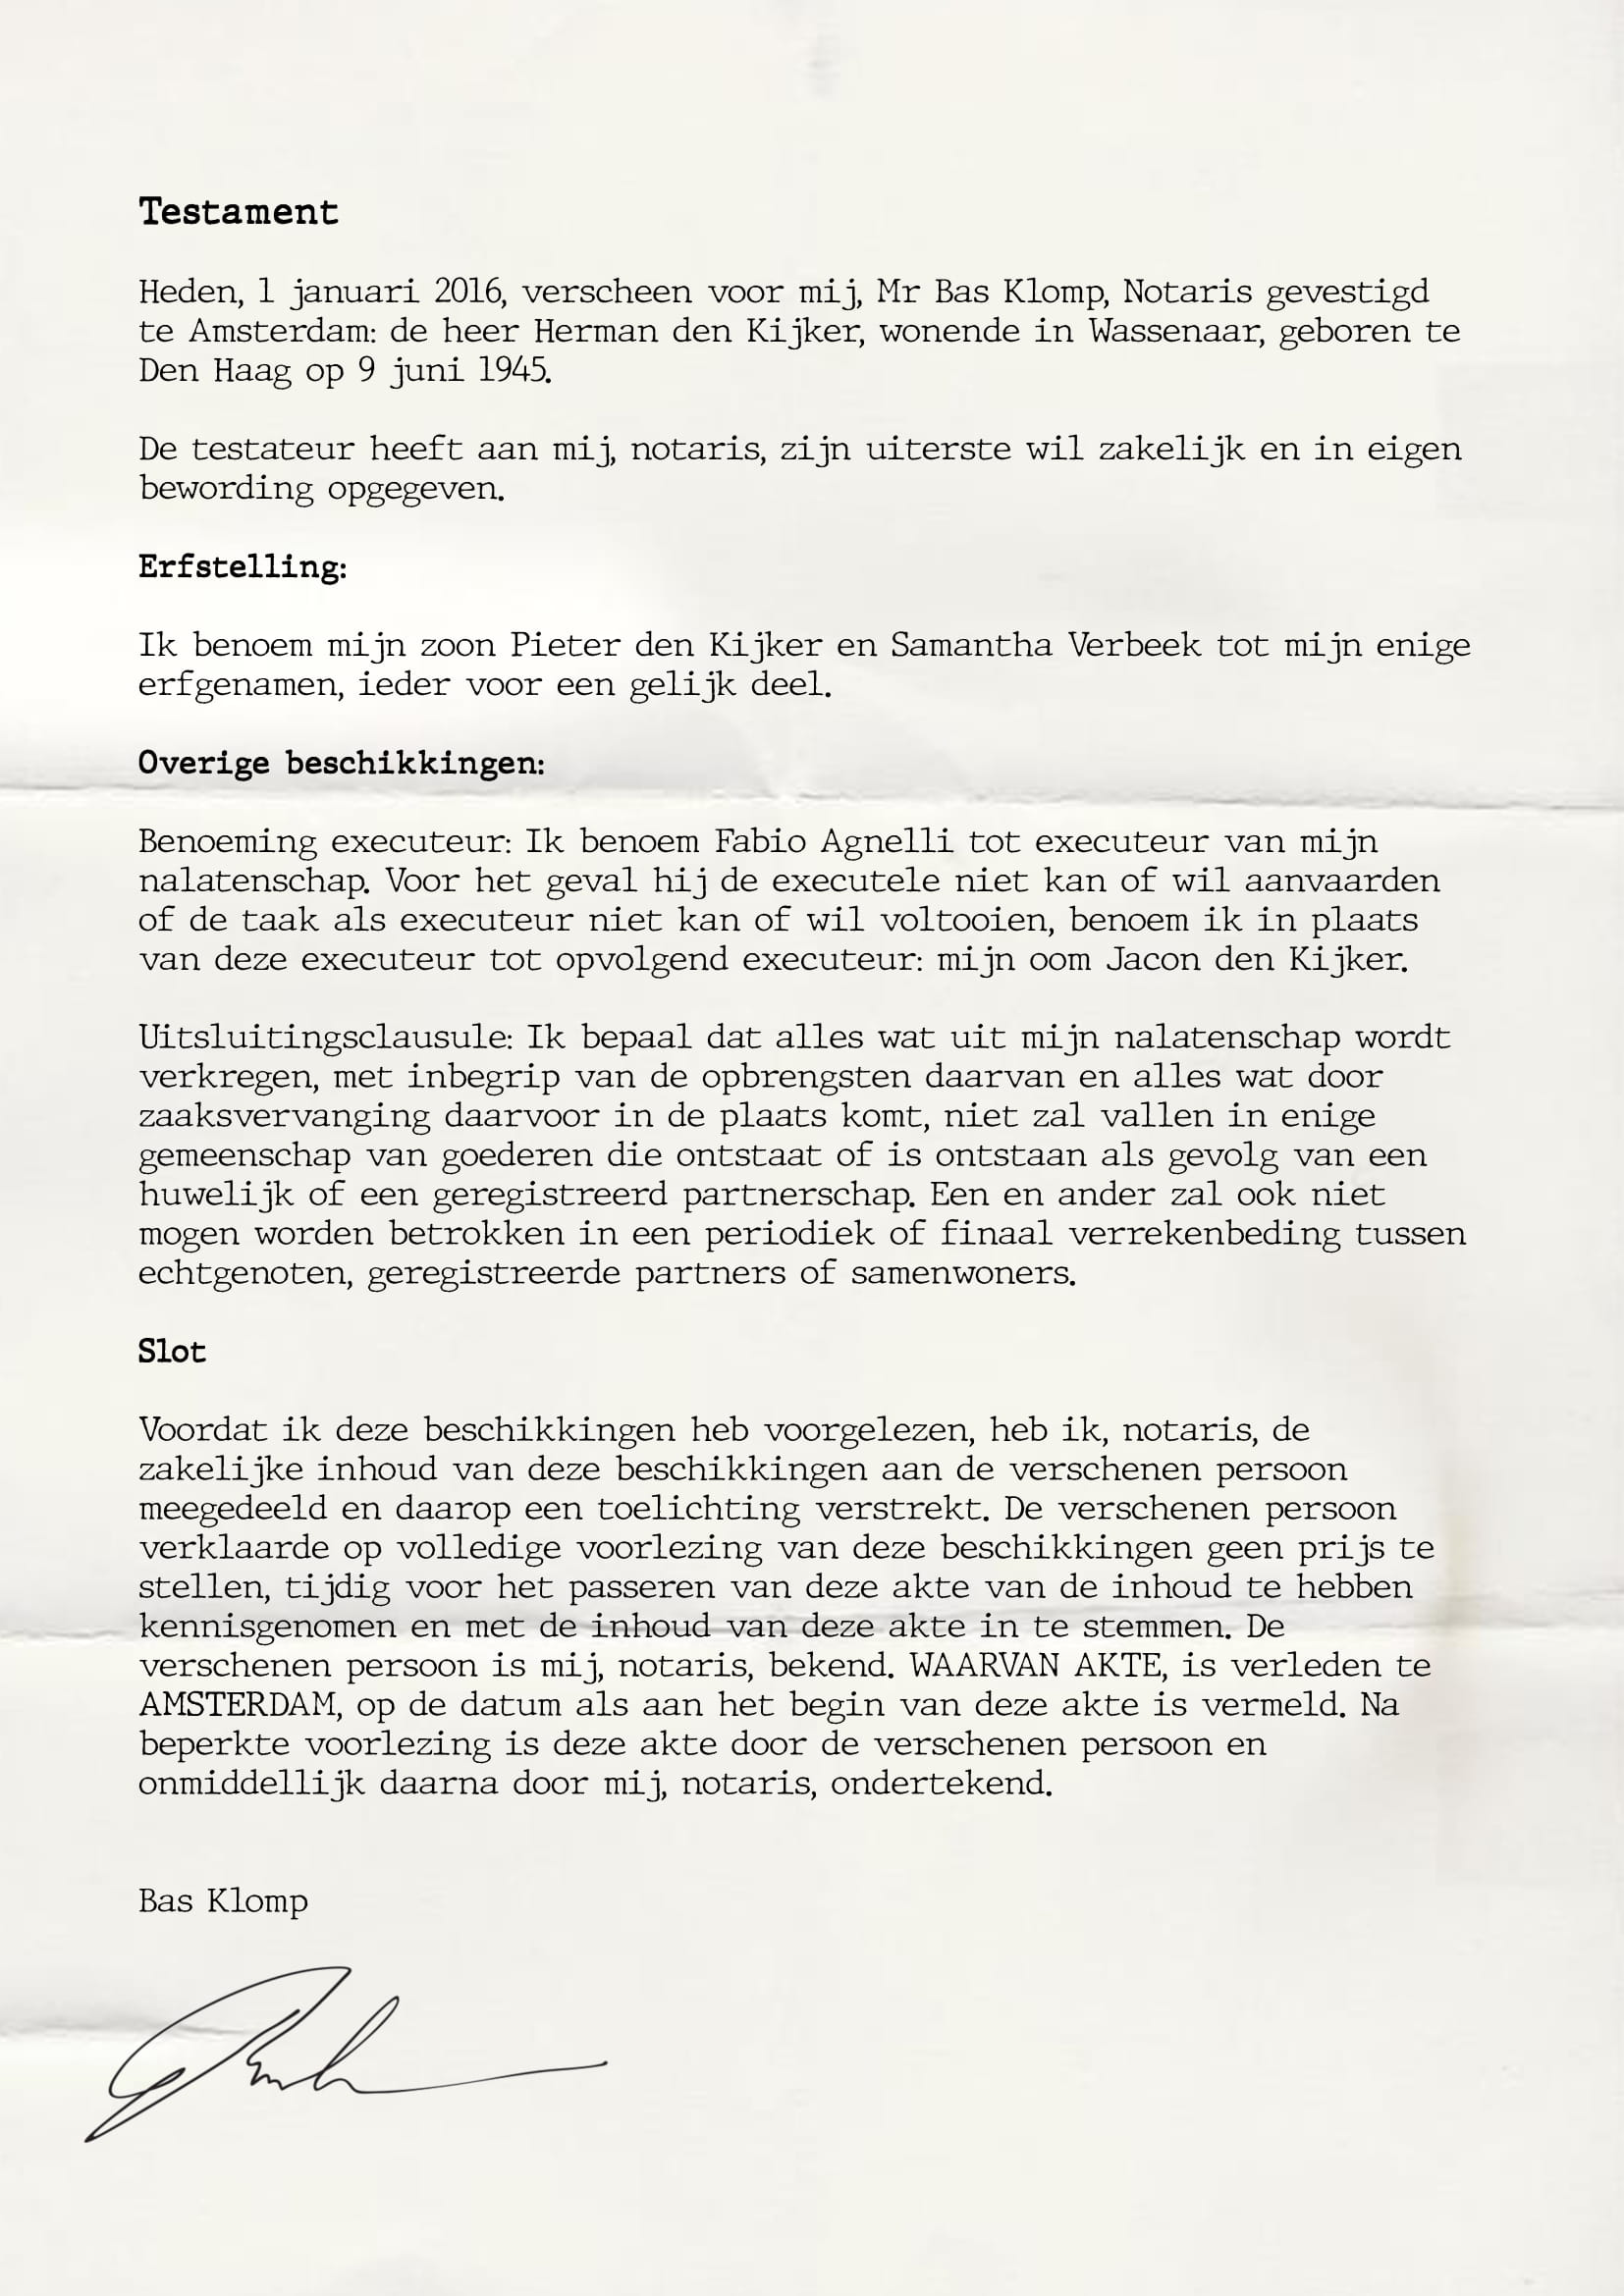 Testament
Heden, 1 januari 2016, verscheen voor mij, Mr Bas Klomp, Notaris gevestigd
te Amsterdam: de heer Herman den Kijker, wonende in Wassenaar, geboren te
Den Haag op 9 juni 1945.
De testateur heeft aan mij, notaris, zijn uiterste wil zakelijk en in eigen
bewording opgegeven.
Erfstelling:
Ik benoem mijn zoon Pieter den Kijker en Samantha Verbeek tot mijn enige
erfgenamen, ieder voor een gelijk deel.
Overige beschikkingen:
Benoeming executeur: Ik benoem Fabio Agnelli tot executeur van mijn
nalatenschap. Voor het geval hij de executele niet kan of wil aanvaarden
of de taak als executeur niet kan of wil voltooien, benoem ik in plaats
van deze executeur tot opvolgend executeur: mijn oom Jacon den Kijker.
Uitsluitingsclausule: Ik bepaal dat alles wat uit mijn nalatenschap wordt
verkregen, met inbegrip van de opbrengsten daarvan en alles wat door
zaaksvervanging daarvoor in de plaats komt, niet zal vallen in enige
gemeenschap van goederen die ontstaat of is ontstaan als gevolg van een
huwelijk of een geregistreerd partnerschap. Een en ander zal ook niet
mogen worden betrokken in een periodiek of finaal verrekenbeding tussen
echtgenoten, geregistreerde partners of samenwoners.
Slot
Voordat ik deze beschikkingen heb voorgelezen, heb ik, notaris, de
zakelijke inhoud van deze beschikkingen aan de verschenen persoon
meegedeeld en daarop een toelichting verstrekt. De verschenen persoon
verklaarde op volledige voorlezing van deze beschikkingen geen prijs te
stellen, tijdig voor het passeren van deze akte van de inhoud te hebben
kennisgenomen en met de inhoud van deze akte in te stemmen. De
verschenen persoon is mij, notaris, bekend. WAARVAN AKTE, is verleden te
AMSTERDAM, op de datum als aan het begin van deze akte is vermeld. Na
beperkte voorlezing is deze akte door de verschenen persoon en
onmiddellijk daarna door mij, notaris, ondertekend.
Bas Klomp